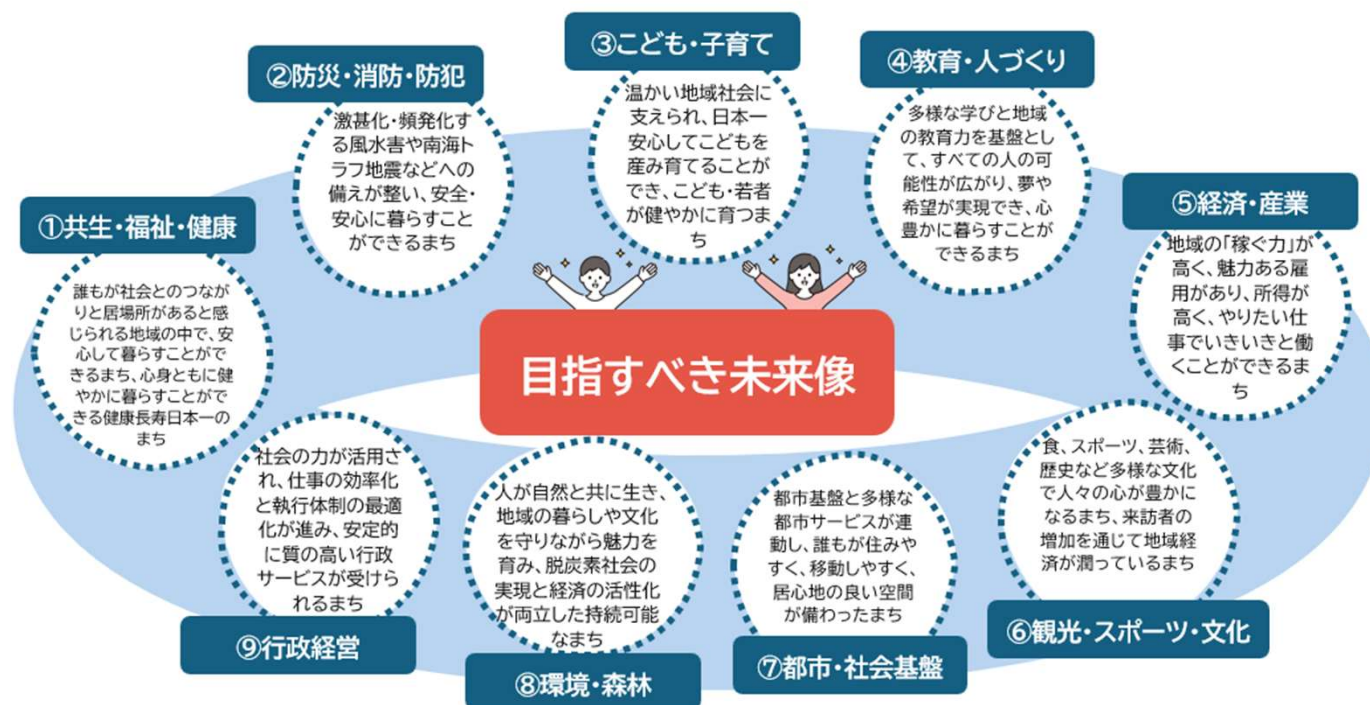 ①共生・福祉・健康
誰もが社会とのつなが
りと居場所があると感
じられる地域の中で、安
心して暮らすことがで
きるまち、心身ともに健
やかに暮らすことがで
きる健康長寿日本一の
まち
②防災・消防・防犯
激甚化・頻発化す
る風水害や南海ト
ラフ地震などへの
備えが整い、安全・
安心に暮らすこと
ができるまち
③こども・子育て
温かい地域社会に
支えられ、日本一
安心してこどもを
産み育てることが
でき、こども・若者
が健やかに育つま
ち
④教育・人づくり
多様な学びと地域
の教育力を基盤とし
て、すべての人の可
能性が広がり、夢や
希望が実現でき、心
豊かに暮らすことが
できるまち
⑤経済・産業
地域の「稼ぐ力」が
高く、魅力ある雇
用があり、所得が
高く、やりたい仕
事でいきいきと働
くことができるま
ち
目指すべき未来像
食、スポーツ、芸術、
歴史など多様な文化
で人々の心が豊かに
なるまち、来訪者の
増加を通じて地域経
済が潤っているまち
⑥観光・スポーツ・文化
都市基盤と多様な
都市サービスが連
動し、誰もが住みや
すく、移動しやすく、
居心地の良い空間
が備わったまち
⑦都市・社会基盤
人が自然と共に生き、
地域の暮らしや文化
を守りながら魅力を
育み、脱炭素社会の
実現と経済の活性化
が両立した持続可能
なまち
⑧環境・森林
社会の力が活用さ
れ、仕事の効率化
と執行体制の最適
化が進み、安定的
に質の高い行政
サービスが受けら
れるまち
⑨行政経営